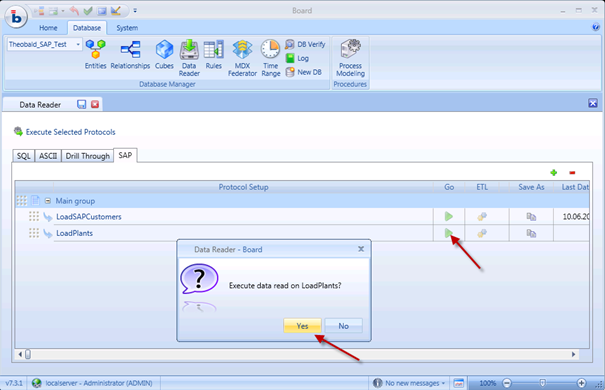 Board
Home Database System
Theobald_SAP_Test
Entities Relationships Cubes Data Reader Rules MDX Federator Time Range DB Verify Log New DB Process Modeling
Database Manager Procedures
Data Reader
Execute Selected Protocols
SQL ASCII Drill Through SAP
Protocol Setup Go ETL Save As Last Dat
Main group
LoadSAPCustomers 10.06.20
LoadPlants
Data Reader - Board
Execute data read on LoadPlants?
Yes No
v7.3.1 localserver - Administrator (ADMIN) No new messages 100%